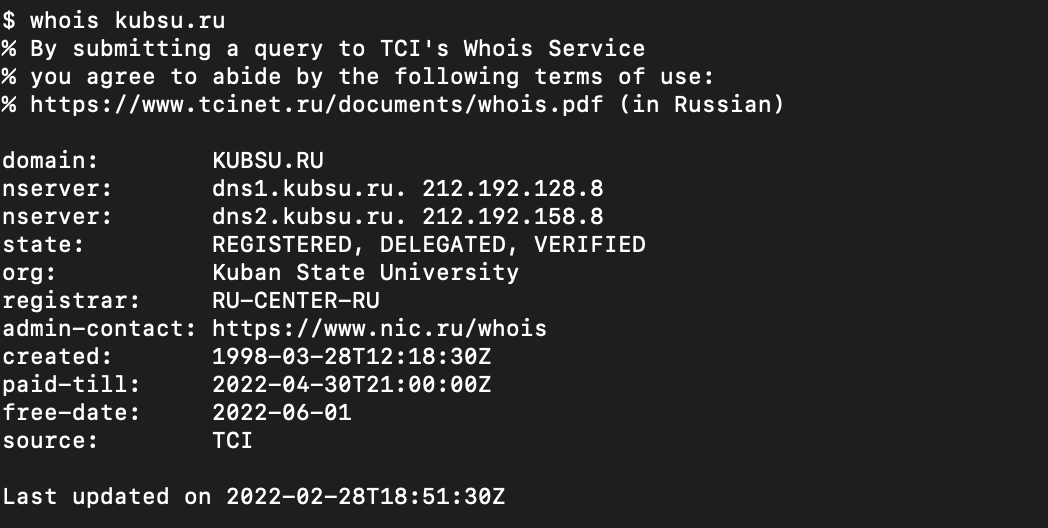 $ whois kubsu.ru
% By submitting a query to TCI's Whois Service
% you agree to abide by the following terms of use:
% https://www.tcinet.ru/documents/whois.pdf (in Russian)

domain:        KUBSU.RU
nserver:       dns1.kubsu.ru. 212.192.128.8
nserver:       dns2.kubsu.ru. 212.192.158.8
state:         REGISTERED, DELEGATED, VERIFIED
org:           Kuban State University
registrar:     RU-CENTER-RU
admin-contact: https://www.nic.ru/whois
created:       1998-03-28T12:18:30Z
paid-till:     2022-04-30T21:00:00Z
free-date:     2022-06-01
source:        TCI

Last updated on 2022-02-28T18:51:30Z